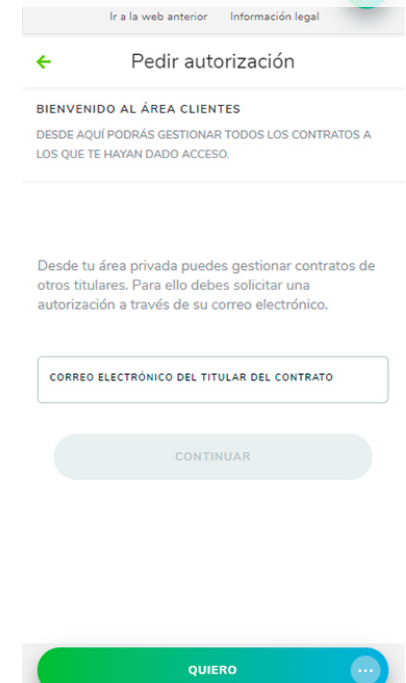 Ir a la web anterior Información legal
Pedir autorización
BIENVENIDO AL ÁREA CLIENTES
DESDE AQUÍ PODRÁS GESTIONAR TODOS LOS CONTRATOS A
LOS QUE TE HAYAN DADO ACCESO.
Desde tu área privada puedes gestionar contratos de
otros titulares. Para ello debes solicitar una
autorización a través de su correo electrónico.
CORREO ELECTRÓNICO DEL TITULAR DEL CONTRATO
CONTINUAR
QUIERO